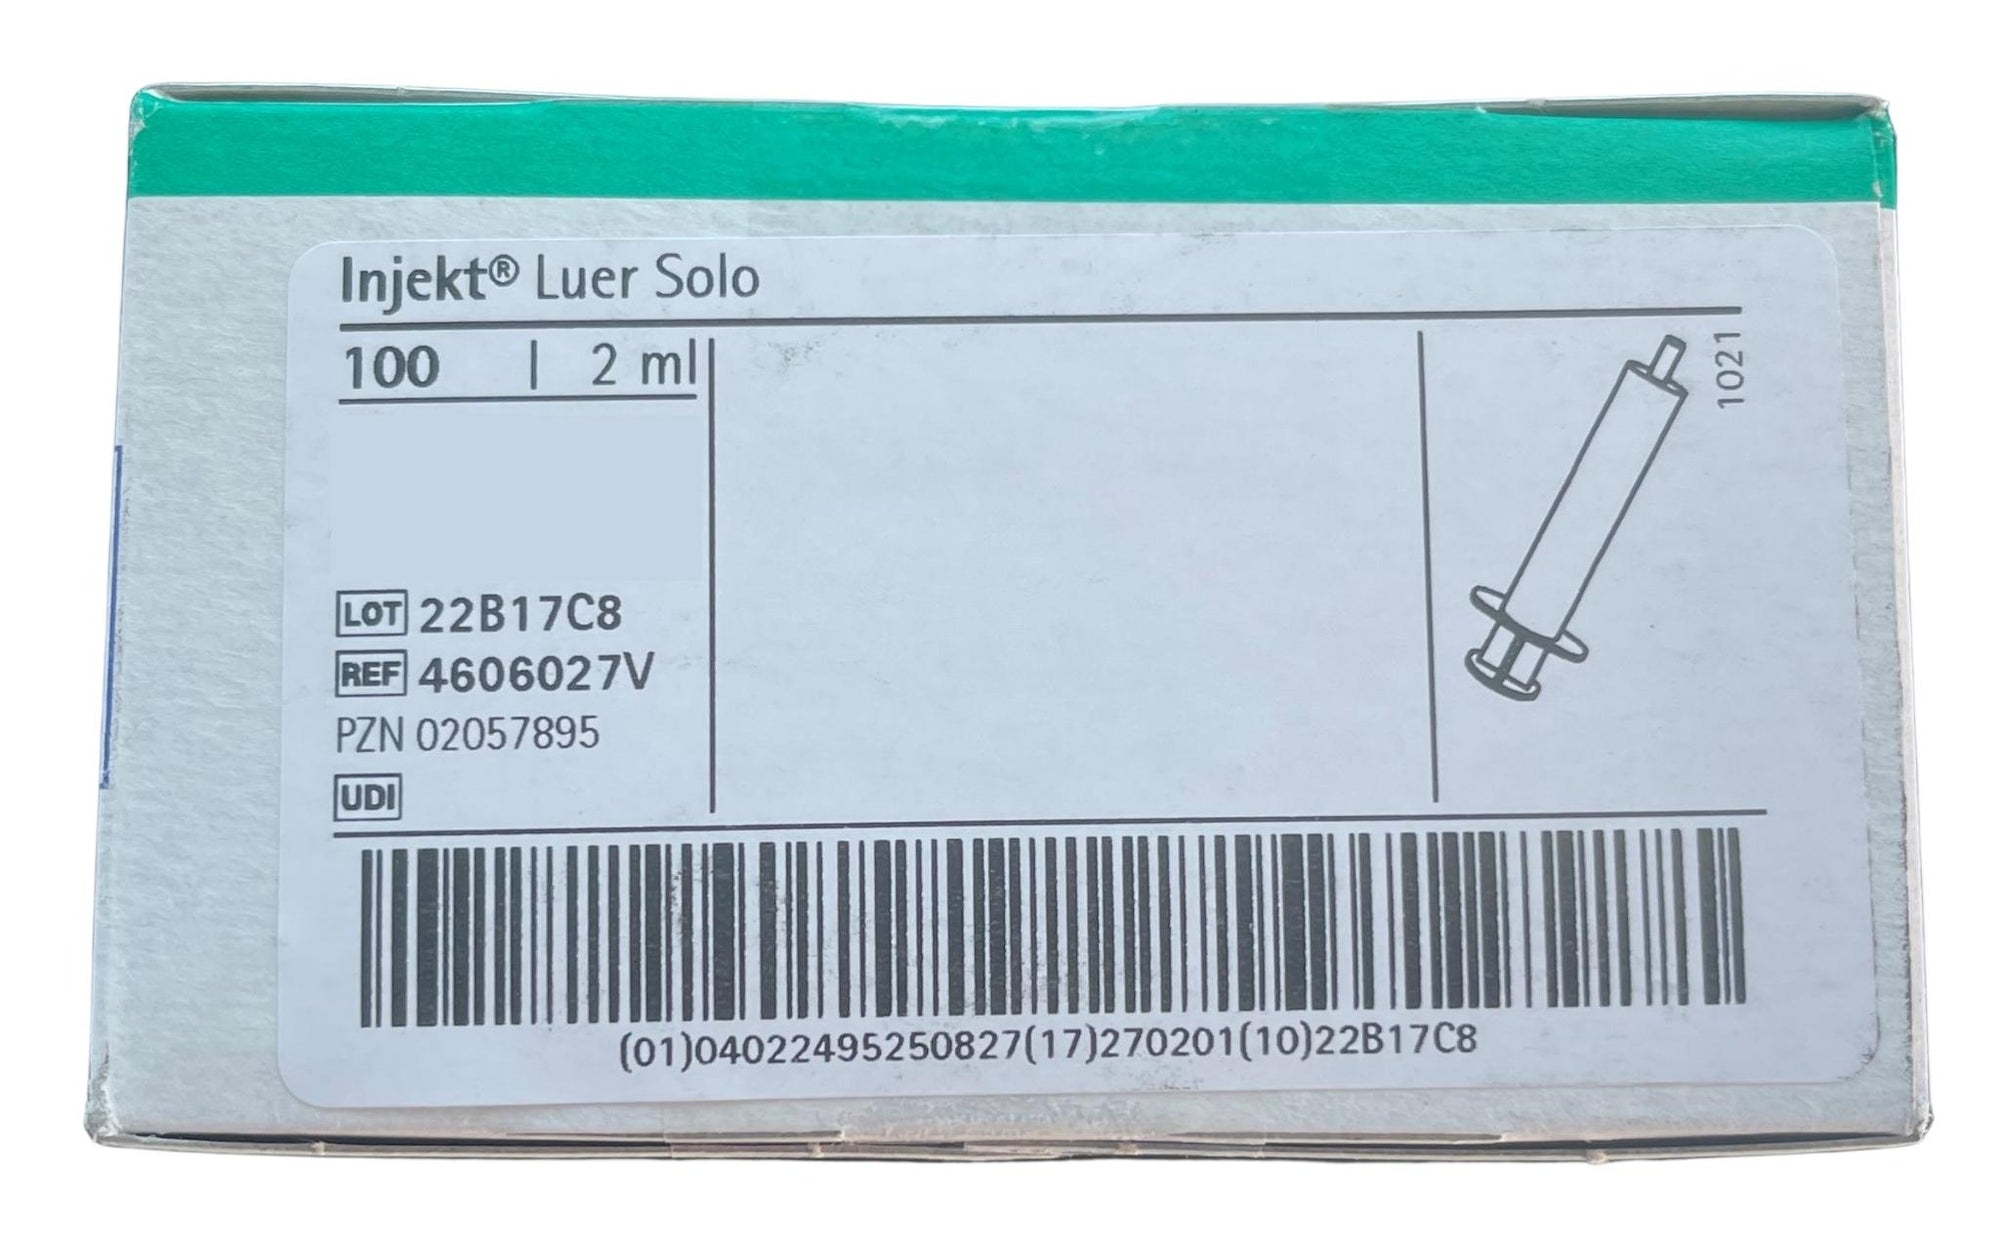 Injekt® Luer Solo
100 | 2 ml
1021
LOT 22B17C8
REF 4606027V
PZN 02057895
UDI
(01)04022495250827(17)270201(10)22B17C8